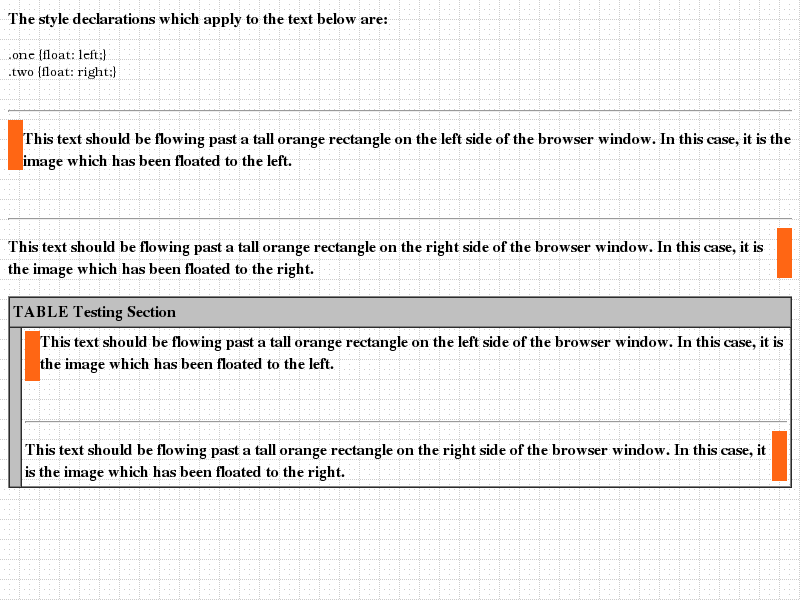 The style declarations which apply to the text below are:
.one {float: left;}
.two {float: right;}
This text should be flowing past a tall orange rectangle on the left side of the browser window. In this case, it is the
image which has been floated to the left.
This text should be flowing past a tall orange rectangle on the right side of the browser window. In this case, it is
the image which has been floated to the right.
TABLE Testing Section
This text should be flowing past a tall orange rectangle on the left side of the browser window. In this case, it is
the image which has been floated to the left.
This text should be flowing past a tall orange rectangle on the right side of the browser window. In this case, it
is the image which has been floated to the right.